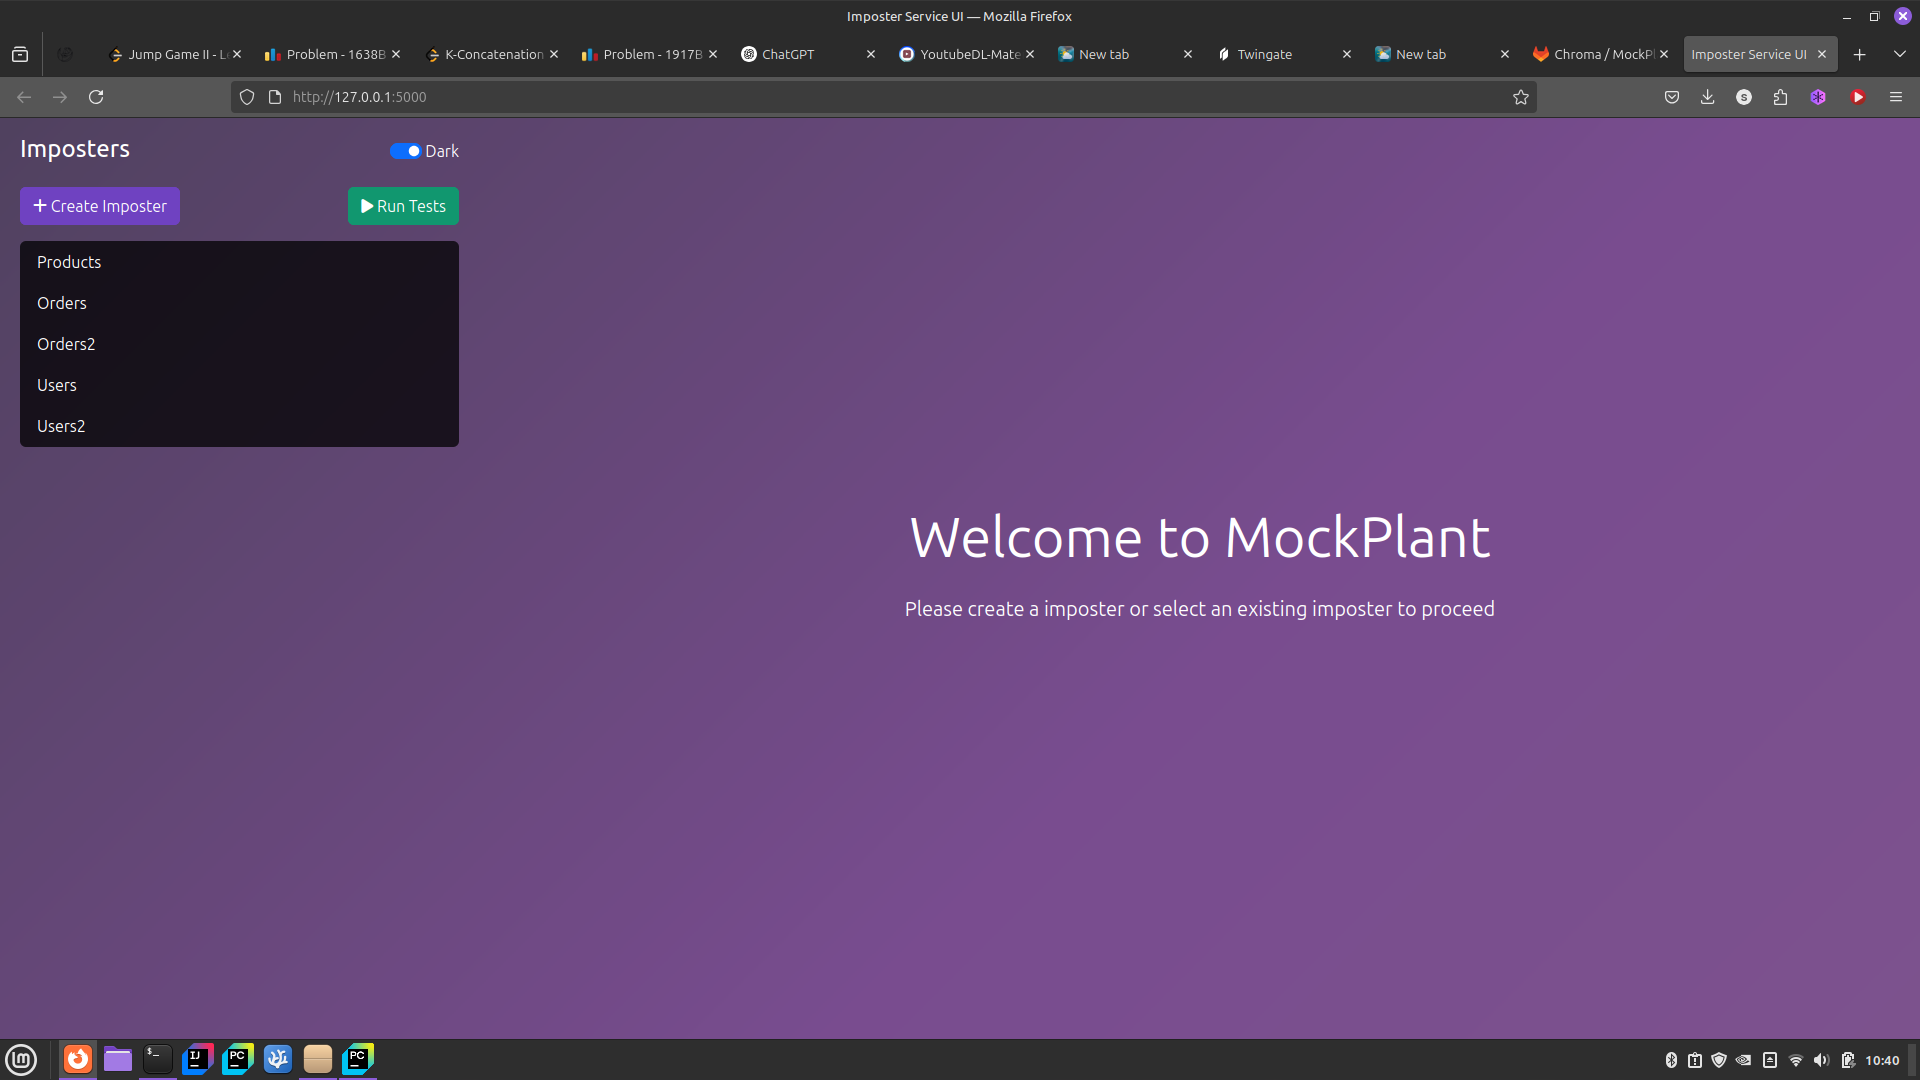 Imposter Service UI — Mozilla Firefox
Jump Game II - L
Problem - 1638B
K-Concatenation
Problem - 1917B
ChatGPT
YoutubeDL-Mate
New tab
Twingate
New tab
Chroma / MockPl
Imposter Service UI
http://127.0.0.1:5000
S
Imposters
Dark
Create Imposter
Run Tests
Products
Orders
Orders2
Users
Users2
Welcome to MockPlant
Please create a imposter or select an existing imposter to proceed
$_
IJ
PC
PC
10:40